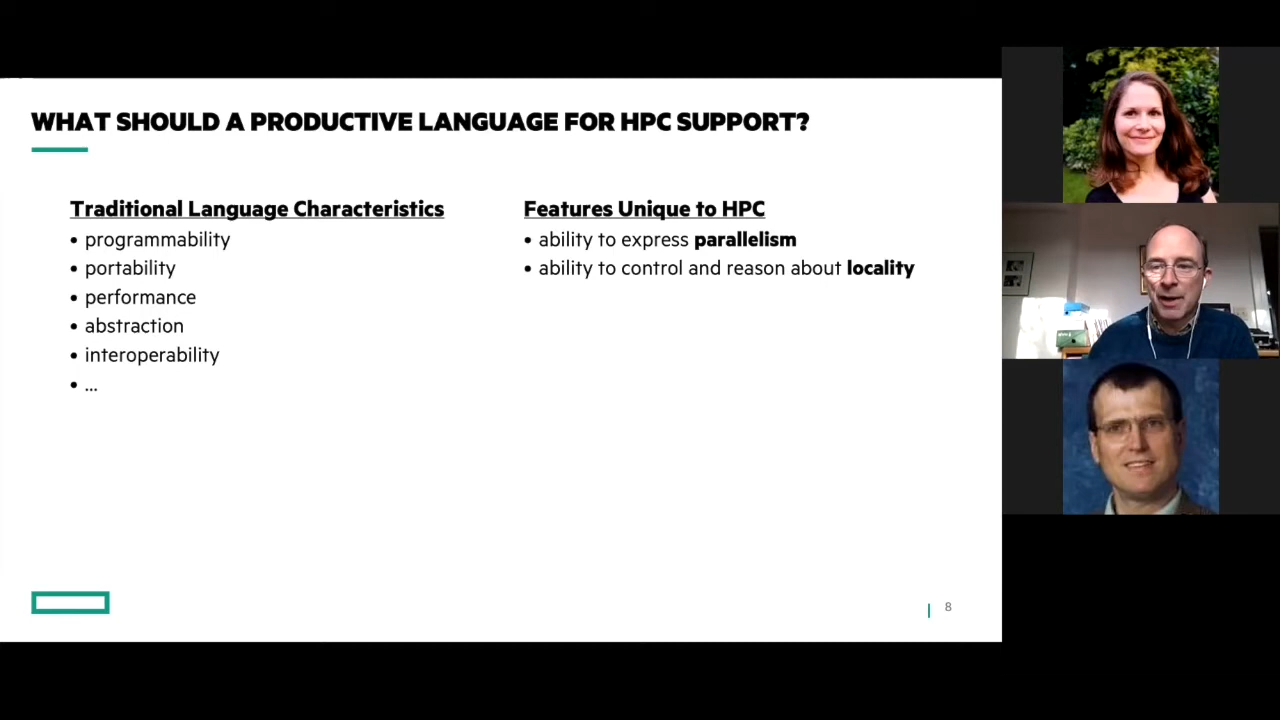 WHAT SHOULD A PRODUCTIVE LANGUAGE FOR HPC SUPPORT?
Traditional Language Characteristics
• programmability
• portability
• performance
• abstraction
• interoperability
• ...
Features Unique to HPC
• ability to express parallelism
• ability to control and reason about locality
8